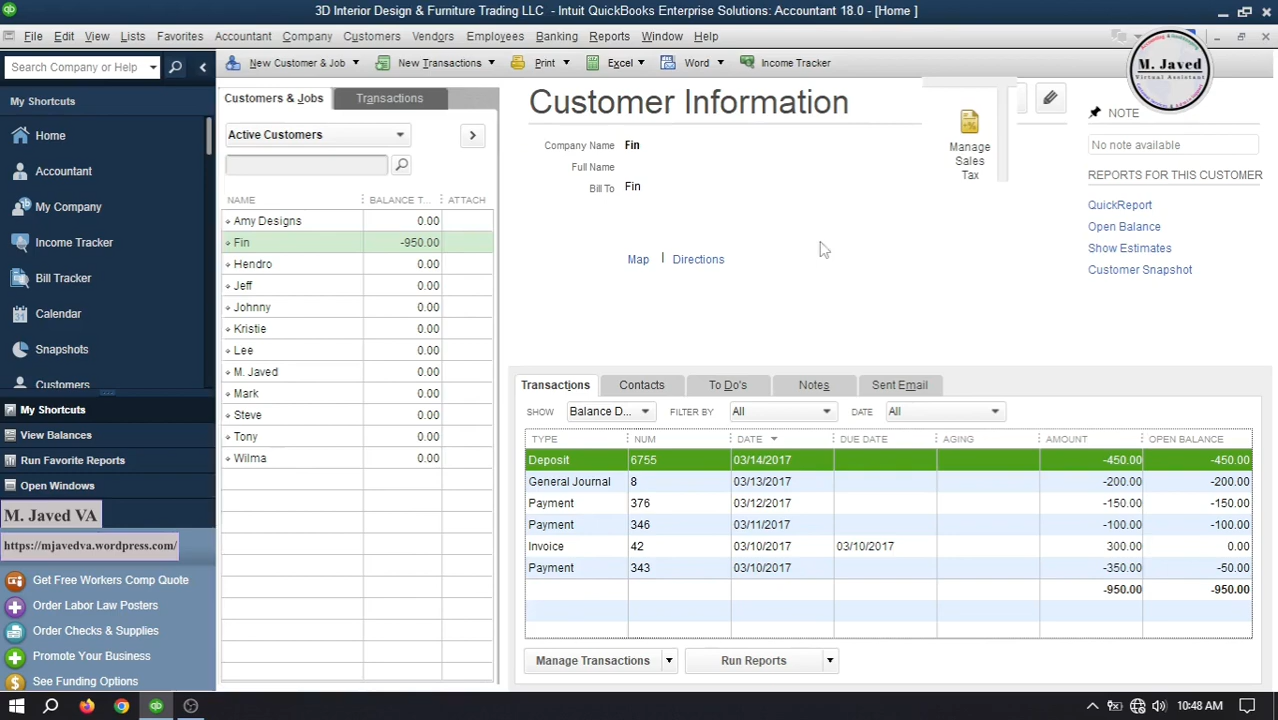 3D Interior Design & Furniture Trading LLC - Intuit QuickBooks Enterprise Solutions: Accountant 18.0 - [Home ]
File Edit View Lists Favorites Accountant Company Customers Vendors Employees Banking Reports Window Help
Search Company or Help
New Customer & Job New Transactions Print Excel Word Income Tracker
M. Javed
Virtual Assistant
My Shortcuts
Home
Accountant
My Company
Income Tracker
Bill Tracker
Calendar
Snapshots
Customers
My Shortcuts
View Balances
Run Favorite Reports
Open Windows
M. Javed VA
https://mjavedva.wordpress.com/
Get Free Workers Comp Quote
Order Labor Law Posters
Order Checks & Supplies
Promote Your Business
See Funding Options
Customers & Jobs Transactions
Active Customers
NAME BALANCE T... ATTACH
Amy Designs 0.00
Fin -950.00
Hendro 0.00
Jeff 0.00
Johnny 0.00
Kristie 0.00
Lee 0.00
M. Javed 0.00
Mark 0.00
Steve 0.00
Tony 0.00
Wilma 0.00
Customer Information
Company Name Fin
Full Name
Bill To Fin
Map | Directions
Manage
Sales
Tax
NOTE
No note available
REPORTS FOR THIS CUSTOMER
QuickReport
Open Balance
Show Estimates
Customer Snapshot
Transactions Contacts To Do's Notes Sent Email
SHOW Balance D... FILTER BY All DATE All
TYPE NUM DATE DUE DATE AGING AMOUNT OPEN BALANCE
Deposit 6755 03/14/2017 -450.00 -450.00
General Journal 8 03/13/2017 -200.00 -200.00
Payment 376 03/12/2017 -150.00 -150.00
Payment 346 03/11/2017 -100.00 -100.00
Invoice 42 03/10/2017 03/10/2017 300.00 0.00
Payment 343 03/10/2017 -350.00 -50.00
-950.00 -950.00
Manage Transactions Run Reports
10:48 AM